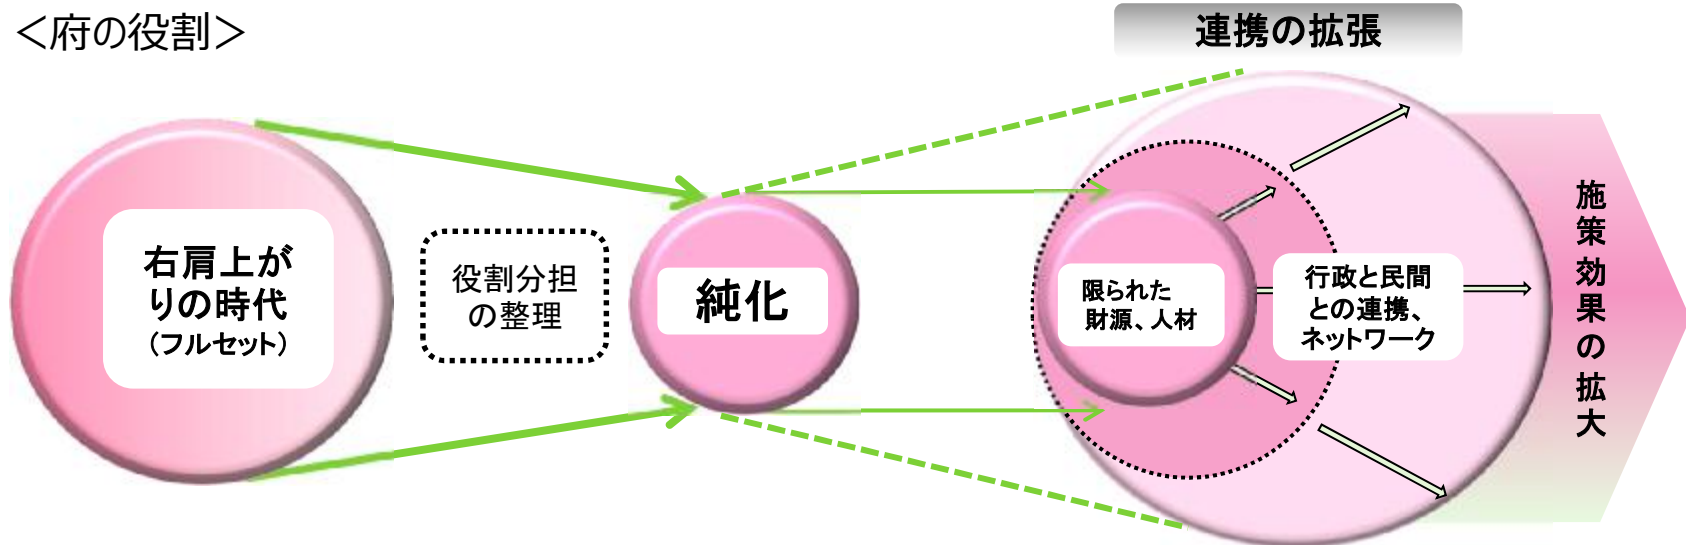 ＜府の役割＞
連携の拡張
右肩上が
りの時代
（フルセット）
役割分担
の整理
純化
限られた
財源、人材
行政と民間
との連携、
ネットワーク
施策効果の拡大